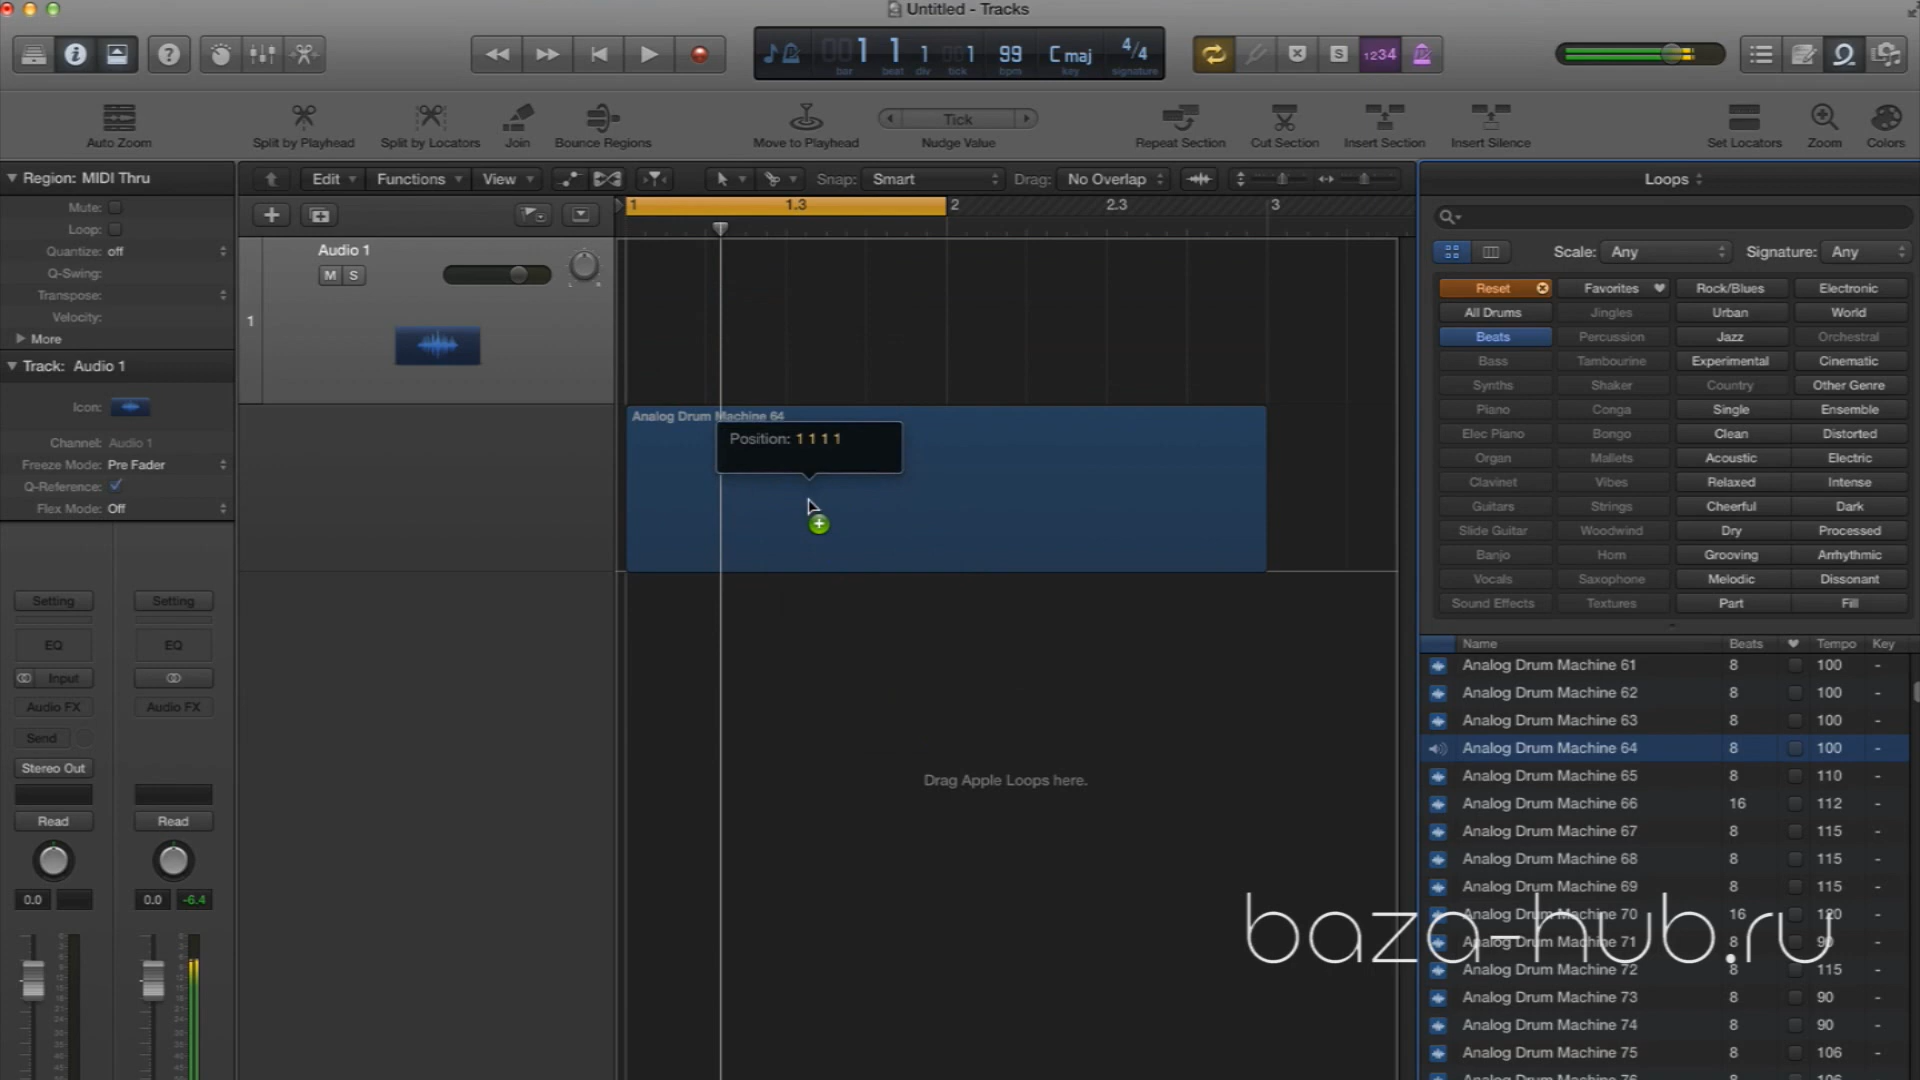 Untitled - Tracks
1 1 1 1 99 C maj 4/4
bar beat div tick bpm key signature
S 1234
Auto Zoom Split by Playhead Split by Locators Join Bounce Regions Move to Playhead Tick Nudge Value Repeat Section Cut Section Insert Section Insert Silence Set Locators Zoom Colors
Region: MIDI Thru
Mute:
Loop:
Quantize: off
Q-Swing:
Transpose:
Velocity:
More
Track: Audio 1
Icon:
Channel: Audio 1
Freeze Mode: Pre Fader
Q-Reference:
Flex Mode: Off
Setting Setting
EQ EQ
Input
Audio FX Audio FX
Send
Stereo Out
Read Read
0.0 0.0 -6.4
Edit Functions View Snap: Smart Drag: No Overlap
1 1.3 2 2.3 3
1 Audio 1
M S
Analog Drum Machine 64
Position: 1 1 1 1
Drag Apple Loops here.
Loops
Scale: Any Signature: Any
Reset Favorites Rock/Blues Electronic
All Drums Jingles Urban World
Beats Percussion Jazz Orchestral
Bass Tambourine Experimental Cinematic
Synths Shaker Country Other Genre
Piano Conga Single Ensemble
Elec Piano Bongo Clean Distorted
Organ Mallets Acoustic Electric
Clavinet Vibes Relaxed Intense
Guitars Strings Cheerful Dark
Slide Guitar Woodwind Dry Processed
Banjo Horn Grooving Arrhythmic
Vocals Saxophone Melodic Dissonant
Sound Effects Textures Part Fill
Name Beats Tempo Key
Analog Drum Machine 61 8 100 -
Analog Drum Machine 62 8 100 -
Analog Drum Machine 63 8 100 -
Analog Drum Machine 64 8 100 -
Analog Drum Machine 65 8 110 -
Analog Drum Machine 66 16 112 -
Analog Drum Machine 67 8 115 -
Analog Drum Machine 68 8 115 -
Analog Drum Machine 69 8 115 -
Analog Drum Machine 70 16 120 -
Analog Drum Machine 71 8 90 -
Analog Drum Machine 72 8 115 -
Analog Drum Machine 73 8 90 -
Analog Drum Machine 74 8 90 -
Analog Drum Machine 75 8 106 -
baza-hub.ru